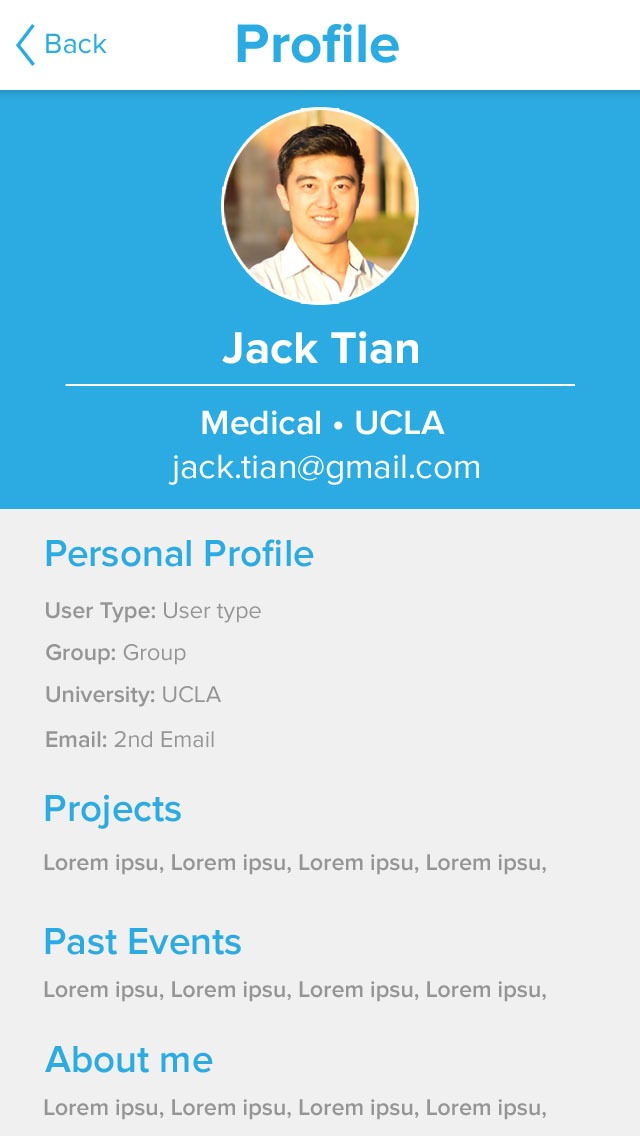 Back
Profile
Jack Tian
Medical • UCLA
jack.tian@gmail.com
Personal Profile
User Type: User type
Group: Group
University: UCLA
Email: 2nd Email
Projects
Lorem ipsu, Lorem ipsu, Lorem ipsu, Lorem ipsu,
Past Events
Lorem ipsu, Lorem ipsu, Lorem ipsu, Lorem ipsu,
About me
Lorem ipsu, Lorem ipsu, Lorem ipsu, Lorem ipsu,